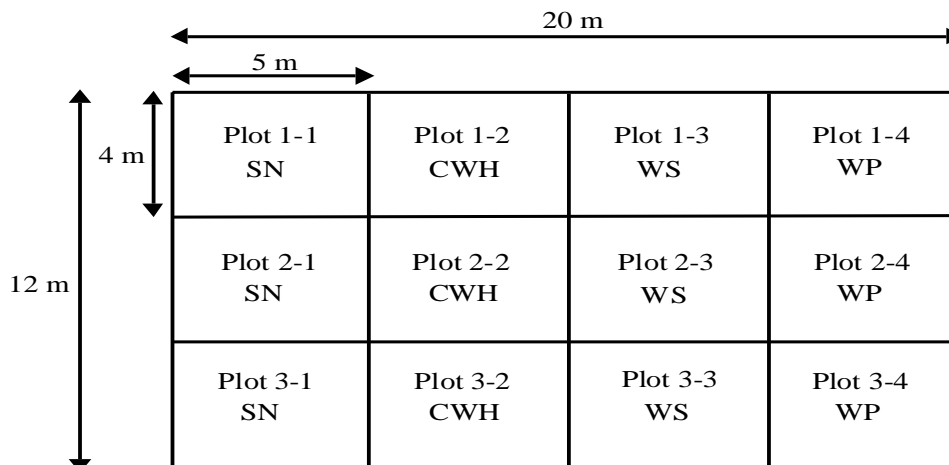 20 m
5 m
4 m
12 m
Plot 1-1
SN
Plot 1-2
CWH
Plot 1-3
WS
Plot 1-4
WP
Plot 2-1
SN
Plot 2-2
CWH
Plot 2-3
WS
Plot 2-4
WP
Plot 3-1
SN
Plot 3-2
CWH
Plot 3-3
WS
Plot 3-4
WP